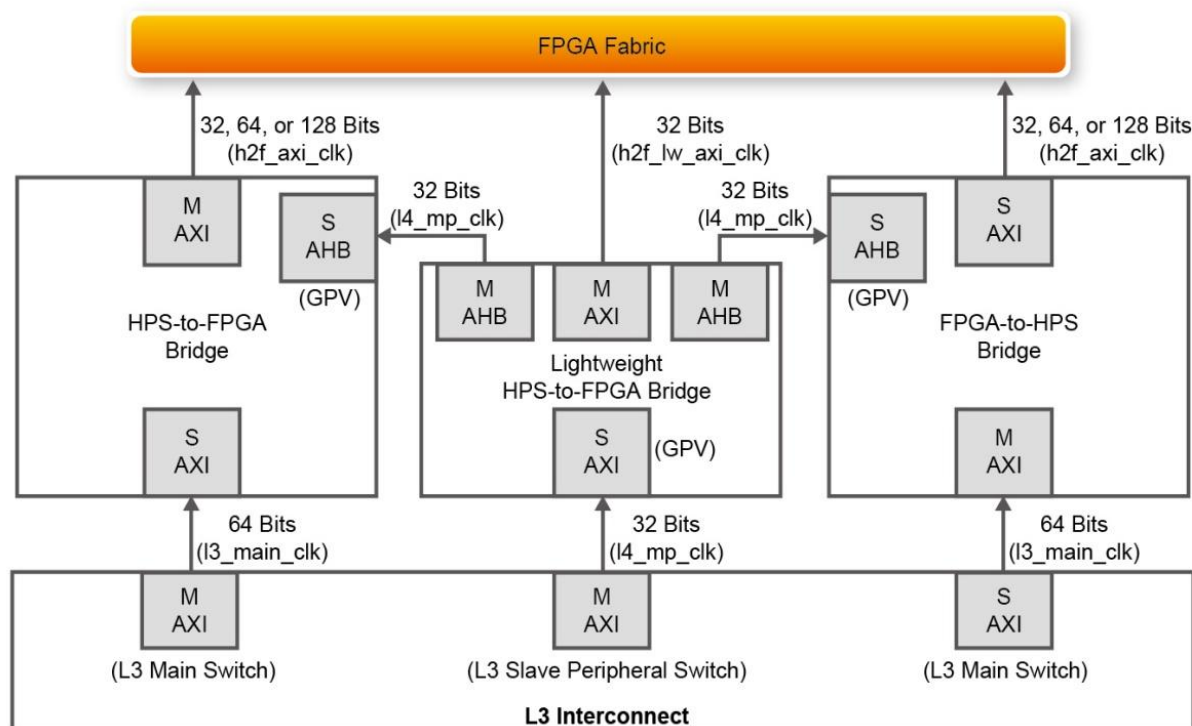 FPGA Fabric
32, 64, or 128 Bits
(h2f_axi_clk)
32 Bits
(h2f_lw_axi_clk)
32, 64, or 128 Bits
(h2f_axi_clk)
M
AXI
S
AHB
(GPV)
32 Bits
(l4_mp_clk)
32 Bits
(l4_mp_clk)
S
AHB
(GPV)
S
AXI
HPS-to-FPGA
Bridge
M
AHB
M
AXI
M
AHB
Lightweight
HPS-to-FPGA Bridge
FPGA-to-HPS
Bridge
S
AXI
S
AXI
(GPV)
M
AXI
64 Bits
(l3_main_clk)
32 Bits
(l4_mp_clk)
64 Bits
(l3_main_clk)
M
AXI
(L3 Main Switch)
M
AXI
(L3 Slave Peripheral Switch)
S
AXI
(L3 Main Switch)
L3 Interconnect